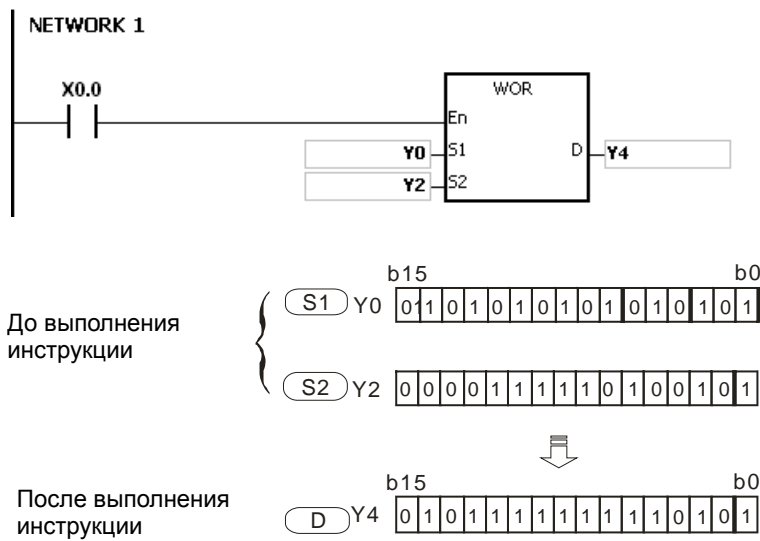 NETWORK 1
X0.0
WOR
En
Y0 S1 D Y4
Y2 S2
b15 b0
До выполнения
инструкции
S1 Y0 0 1 1 0 1 0 1 0 1 0 1 0 1 0 1 0 1
S2 Y2 0 0 0 0 1 1 1 1 1 0 1 0 0 1 0 1
b15 b0
После выполнения
инструкции
D Y4 0 1 0 1 1 1 1 1 1 1 1 1 0 1 0 1